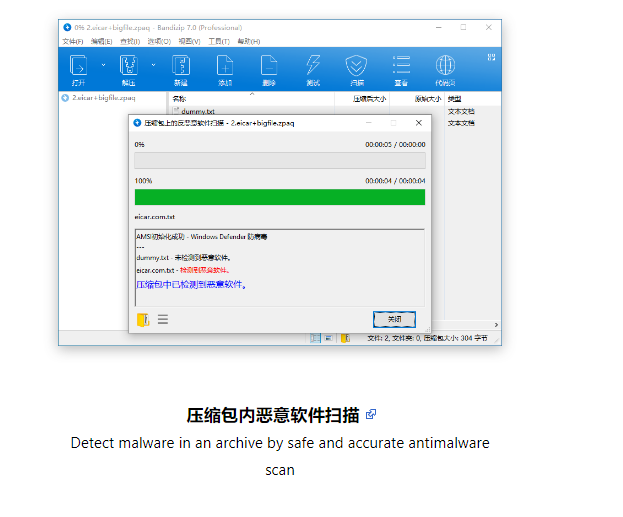 0% 2.eicar+bigfile.zpaq - Bandizip 7.0 (Professional)
文件(F) 编辑(E) 查找(I) 选项(O) 视图(V) 工具(T) 帮助(H)
打开 解压 新建 添加 删除 测试 扫描 查看 代码页
2.eicar+bigfile.zpaq
名称 压缩后大小 原始大小 类型
dummy.txt 文本文档
文本文档
压缩包上的反恶意软件扫描 - 2.eicar+bigfile.zpaq
0% 00:00:05 / 00:00:00
100% 00:00:04 / 00:00:04
eicar.com.txt
AMSI初始化成功 - Windows Defender 防病毒
---
dummy.txt - 未检测到恶意软件。
eicar.com.txt - 检测到恶意软件。
压缩包中已检测到恶意软件。
关闭
文件: 2, 文件夹: 0, 压缩包大小: 304 字节
压缩包内恶意软件扫描
Detect malware in an archive by safe and accurate antimalware
scan